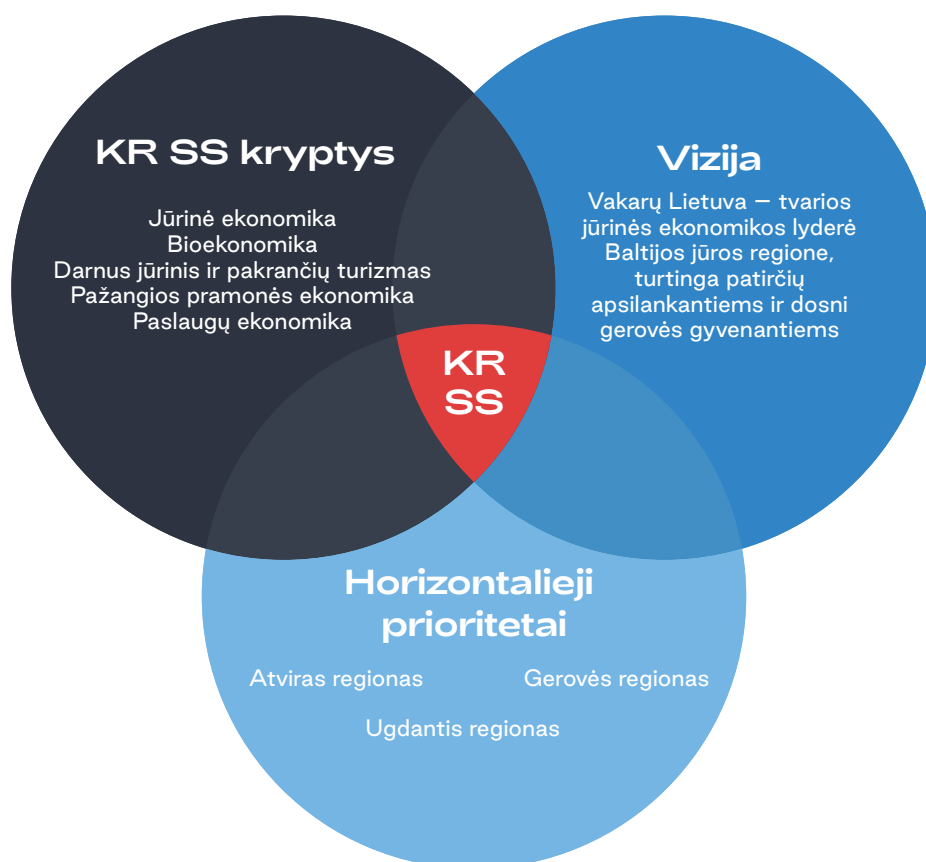 KR SS kryptys
Jūrinė ekonomika
Bioekonomika
Darnus jūrinis ir pakrančių turizmas
Pažangios pramonės ekonomika
Paslaugų ekonomika
Vizija
Vakarų Lietuva – tvarios
jūrinės ekonomikos lyderė
Baltijos jūros regione,
turtinga patirčių
apsilankantiems ir dosni
gerovės gyvenantiems
KR
SS
Horizontalieji
prioritetai
Atviras regionas
Gerovės regionas
Ugdantis regionas